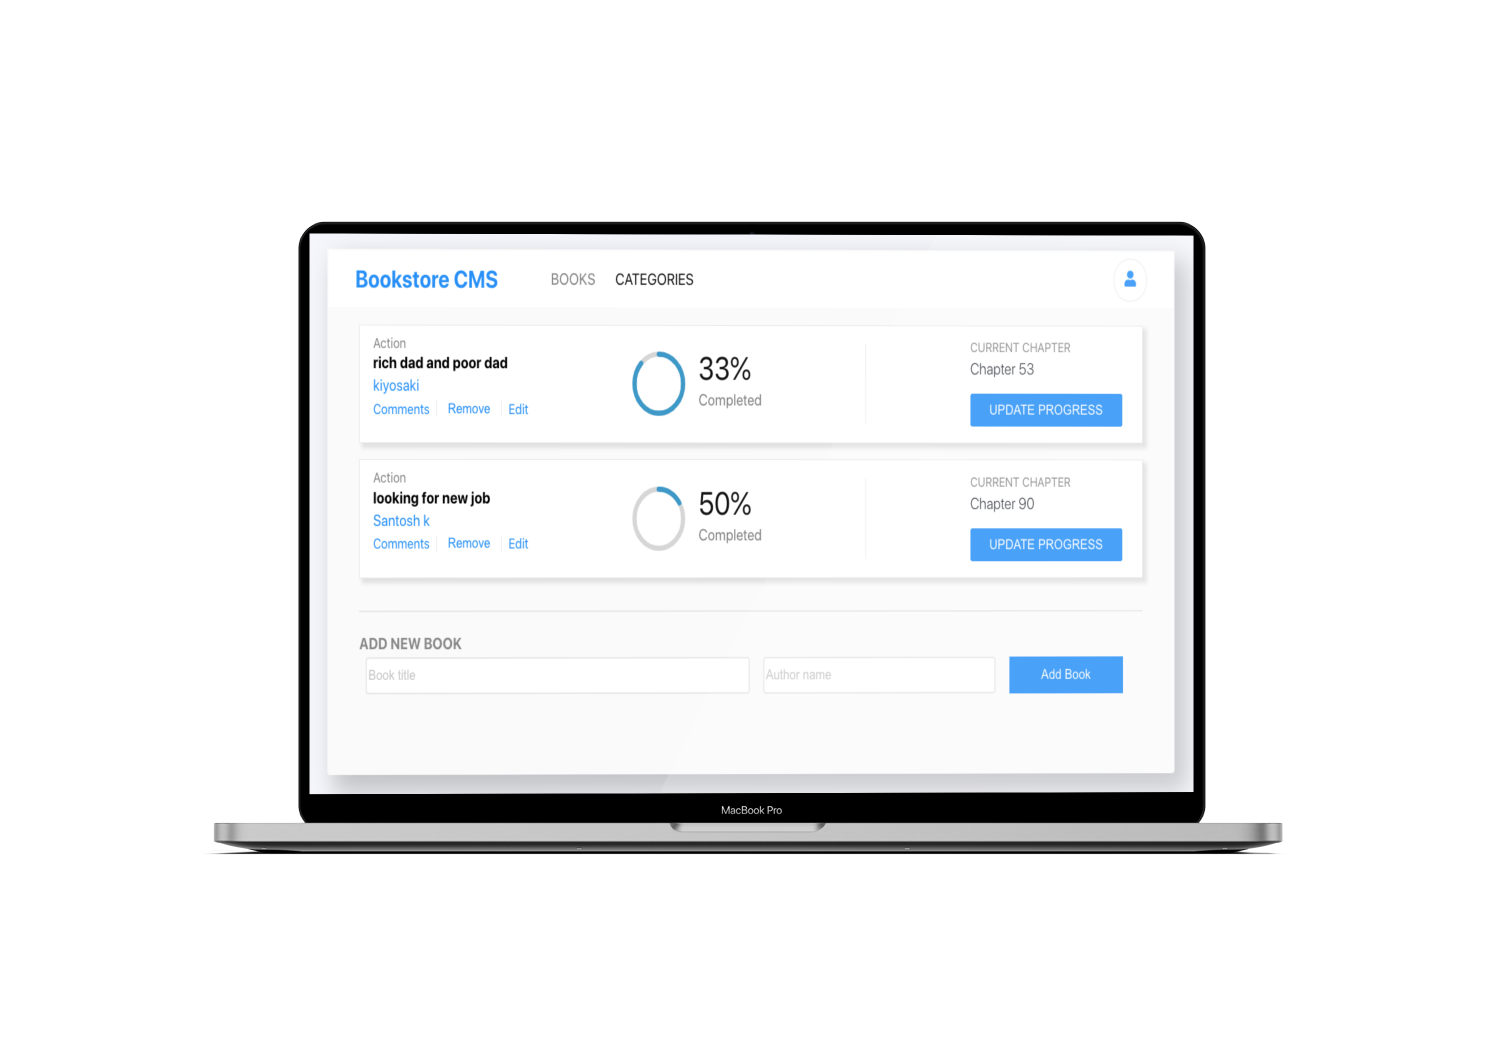 Bookstore CMS BOOKS CATEGORIES
Action
rich dad and poor dad
kiyosaki
Comments Remove Edit
33%
Completed
CURRENT CHAPTER
Chapter 53
UPDATE PROGRESS
Action
looking for new job
Santosh k
Comments Remove Edit
50%
Completed
CURRENT CHAPTER
Chapter 90
UPDATE PROGRESS
ADD NEW BOOK
Book title Author name Add Book
MacBook Pro